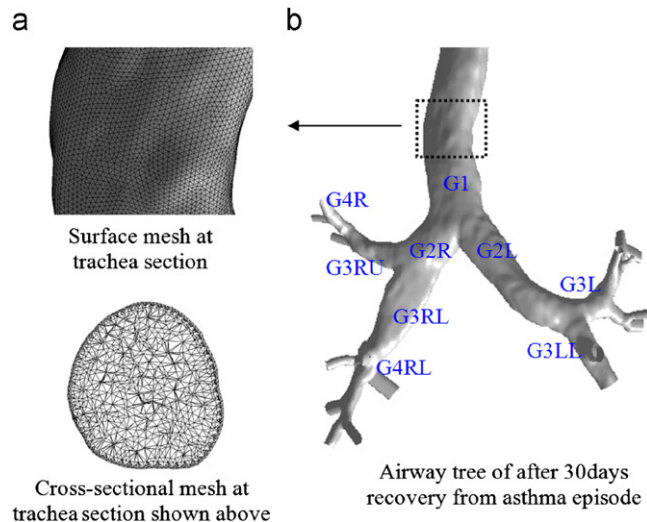 a
b
Surface mesh at
trachea section
Cross-sectional mesh at
trachea section shown above
G1
G4R
G2R
G2L
G3RU
G3L
G3RL
G3LL
G4RL
Airway tree of after 30days
recovery from asthma episode